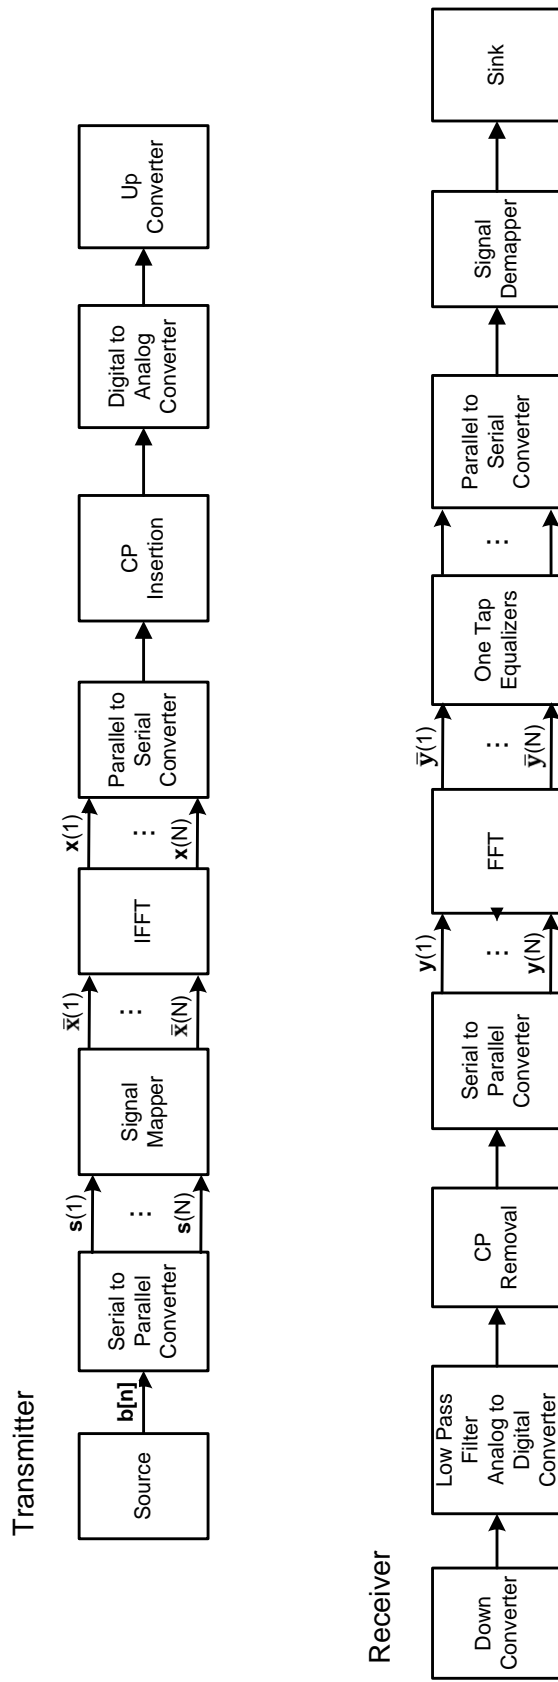 Transmitter
Source
b[n]
Serial to
Parallel
Converter
s(1)
...
s(N)
Signal
Mapper
x̄(1)
...
x̄(N)
IFFT
x(1)
...
x(N)
Parallel to
Serial
Converter
CP
Insertion
Digital to
Analog
Converter
Up
Converter
Receiver
Down
Converter
Low Pass
Filter
Analog to
Digital
Converter
CP
Removal
Serial to
Parallel
Converter
y(1)
...
y(N)
FFT
ȳ(1)
...
ȳ(N)
One Tap
Equalizers
...
Parallel to
Serial
Converter
Signal
Demapper
Sink